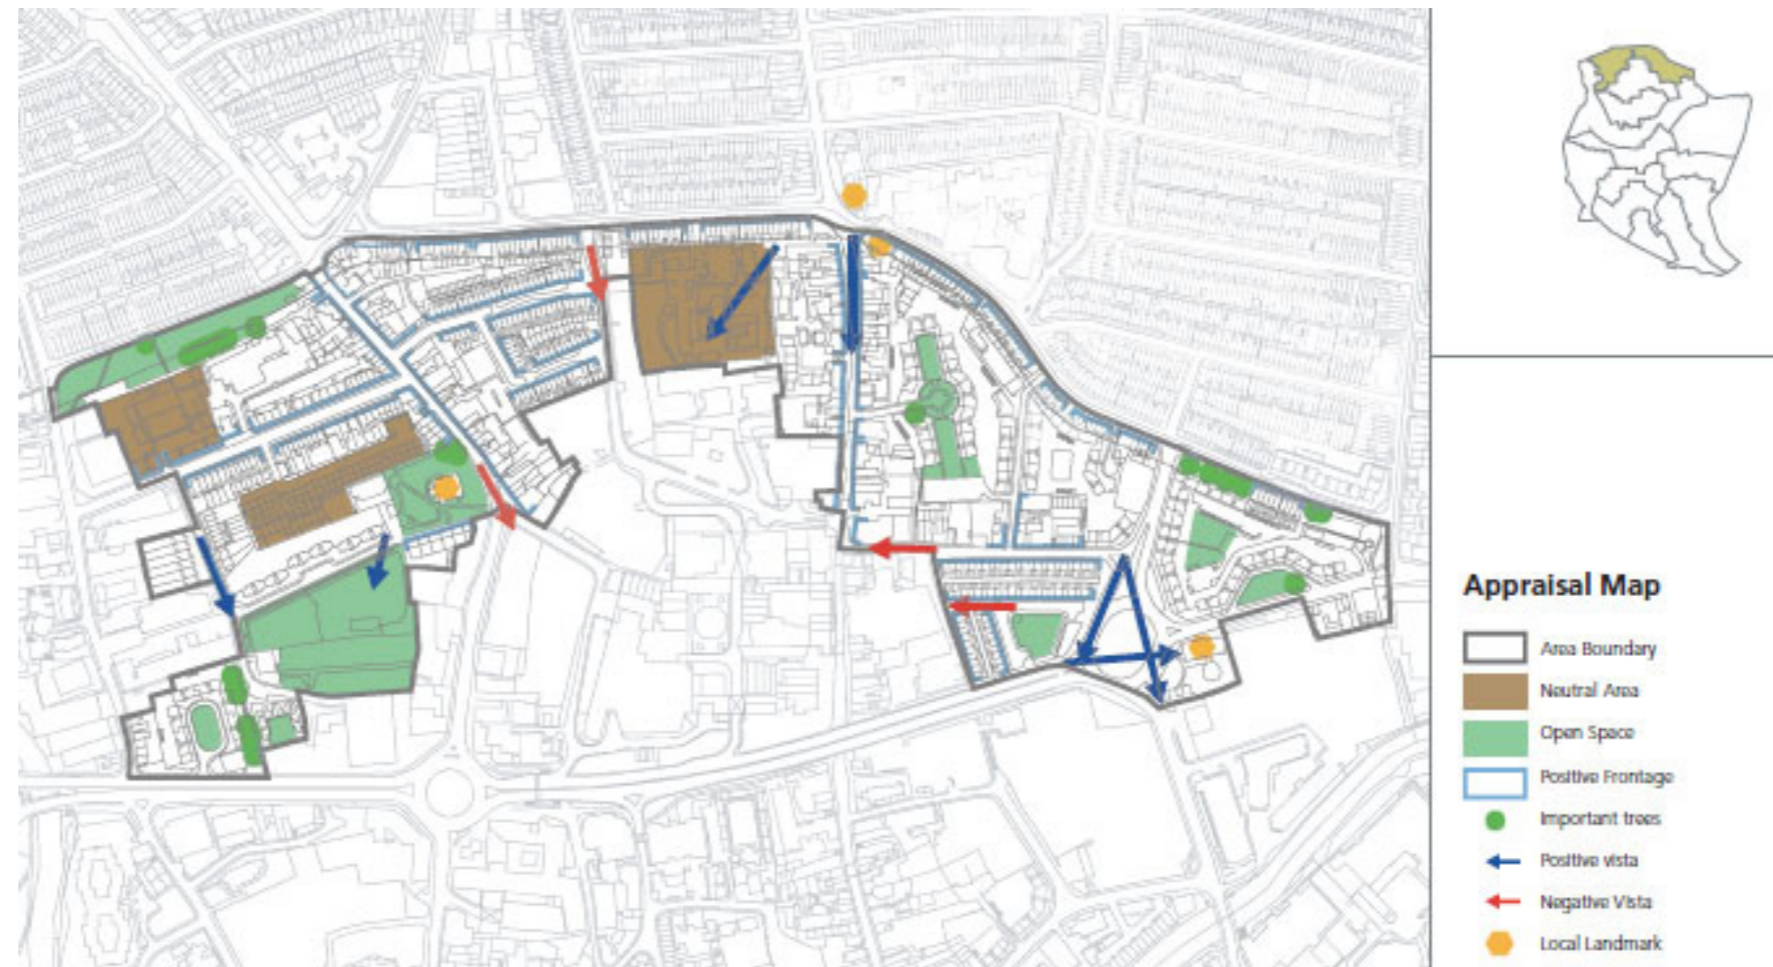 Appraisal Map
Area Boundary
Neutral Area
Open Space
Positive Frontage
Important trees
Positive vista
Negative Vista
Local Landmark